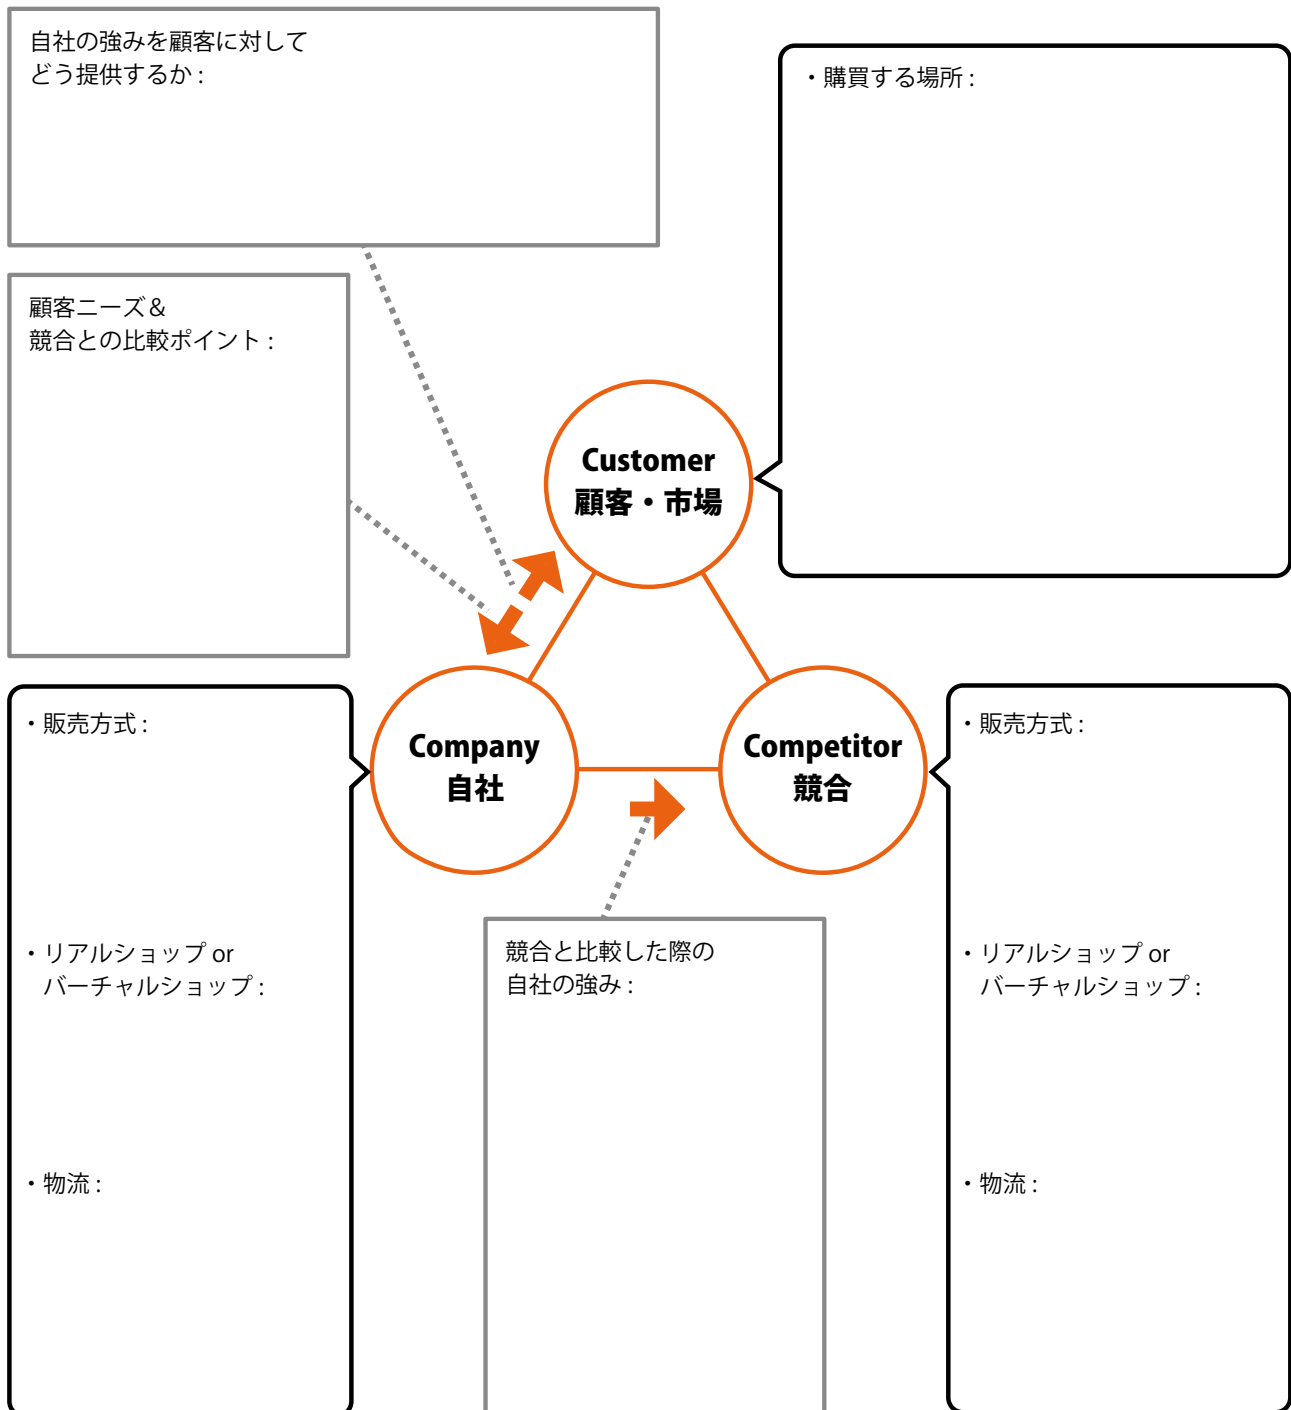 自社の強みを顧客に対して
どう提供するか :
・購買する場所 :
顧客ニーズ&
競合との比較ポイント :
Customer
顧客・市場
・販売方式 :
・リアルショップ or
バーチャルショップ :
・物流 :
Company
自社
Competitor
競合
・販売方式 :
・リアルショップ or
バーチャルショップ :
・物流 :
競合と比較した際の
自社の強み :